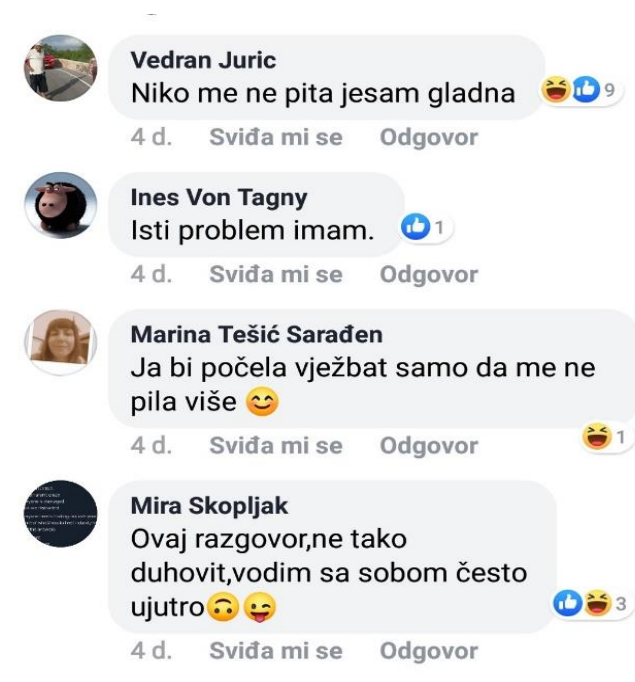 Vedran Juric
Niko me ne pita jesam gladna
9
4 d. Sviđa mi se Odgovor
Ines Von Tagny
Isti problem imam.
1
4 d. Sviđa mi se Odgovor
Marina Tešić Sarađen
Ja bi počela vježbat samo da me ne
pila više 😊
1
4 d. Sviđa mi se Odgovor
Mira Skopljak
Ovaj razgovor,ne tako
duhovit,vodim sa sobom često
ujutro🙃😜
3
4 d. Sviđa mi se Odgovor